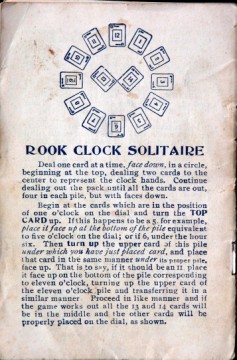 ROOK CLOCK SOLITAIRE
Deal one card at a time, face down, in a circle,
beginning at the top, dealing two cards to the
center to represent the clock hands. Continue
dealing out the pack until all the cards are out,
four in each pile, but with faces down.
Begin at the cards which are in the position
of one o'clock on the dial and turn the TOP
CARD up. If this happens to be a 5, for example,
place it face up at the bottom of the pile equivalent
to five o'clock on the dial; or if 6, under the hour
six. Then turn up the upper card of this pile
under which you have just placed card, and place
that card in the same manner under its proper pile,
face up. That is to say, if it should be an 11, place
it face up on the bottom of the pile corresponding
to eleven o'clock, turning up the upper card of
the eleven o'clock pile and transferring it in a
similar manner Proceed in like manner and if
the game works out all the 13 and 14 cards will
be in the middle and the other cards will be
properly placed on the dial, as shown.